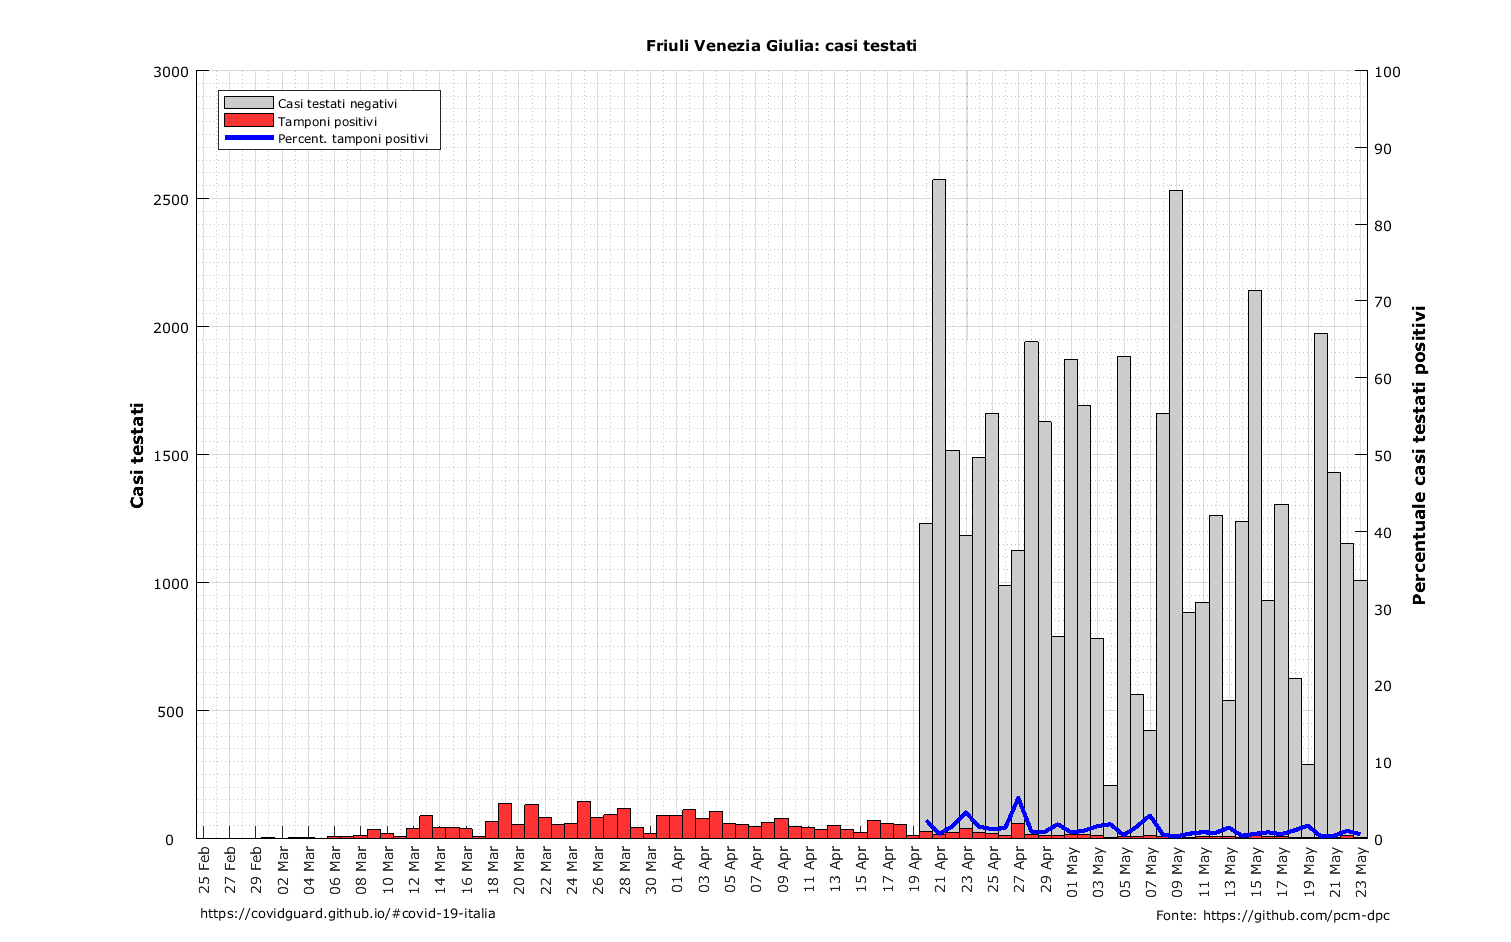 Friuli Venezia Giulia: casi testati
Casi testati negativi
Tamponi positivi
Percent. tamponi positivi
Casi testati
3000
2500
2000
1500
1000
500
0
Percentuale casi testati positivi
100
90
80
70
60
50
40
30
20
10
0
25 Feb
27 Feb
29 Feb
02 Mar
04 Mar
06 Mar
08 Mar
10 Mar
12 Mar
14 Mar
16 Mar
18 Mar
20 Mar
22 Mar
24 Mar
26 Mar
28 Mar
30 Mar
01 Apr
03 Apr
05 Apr
07 Apr
09 Apr
11 Apr
13 Apr
15 Apr
17 Apr
19 Apr
21 Apr
23 Apr
25 Apr
27 Apr
29 Apr
01 May
03 May
05 May
07 May
09 May
11 May
13 May
15 May
17 May
19 May
21 May
23 May
https://covidguard.github.io/#covid-19-italia
Fonte: https://github.com/pcm-dpc